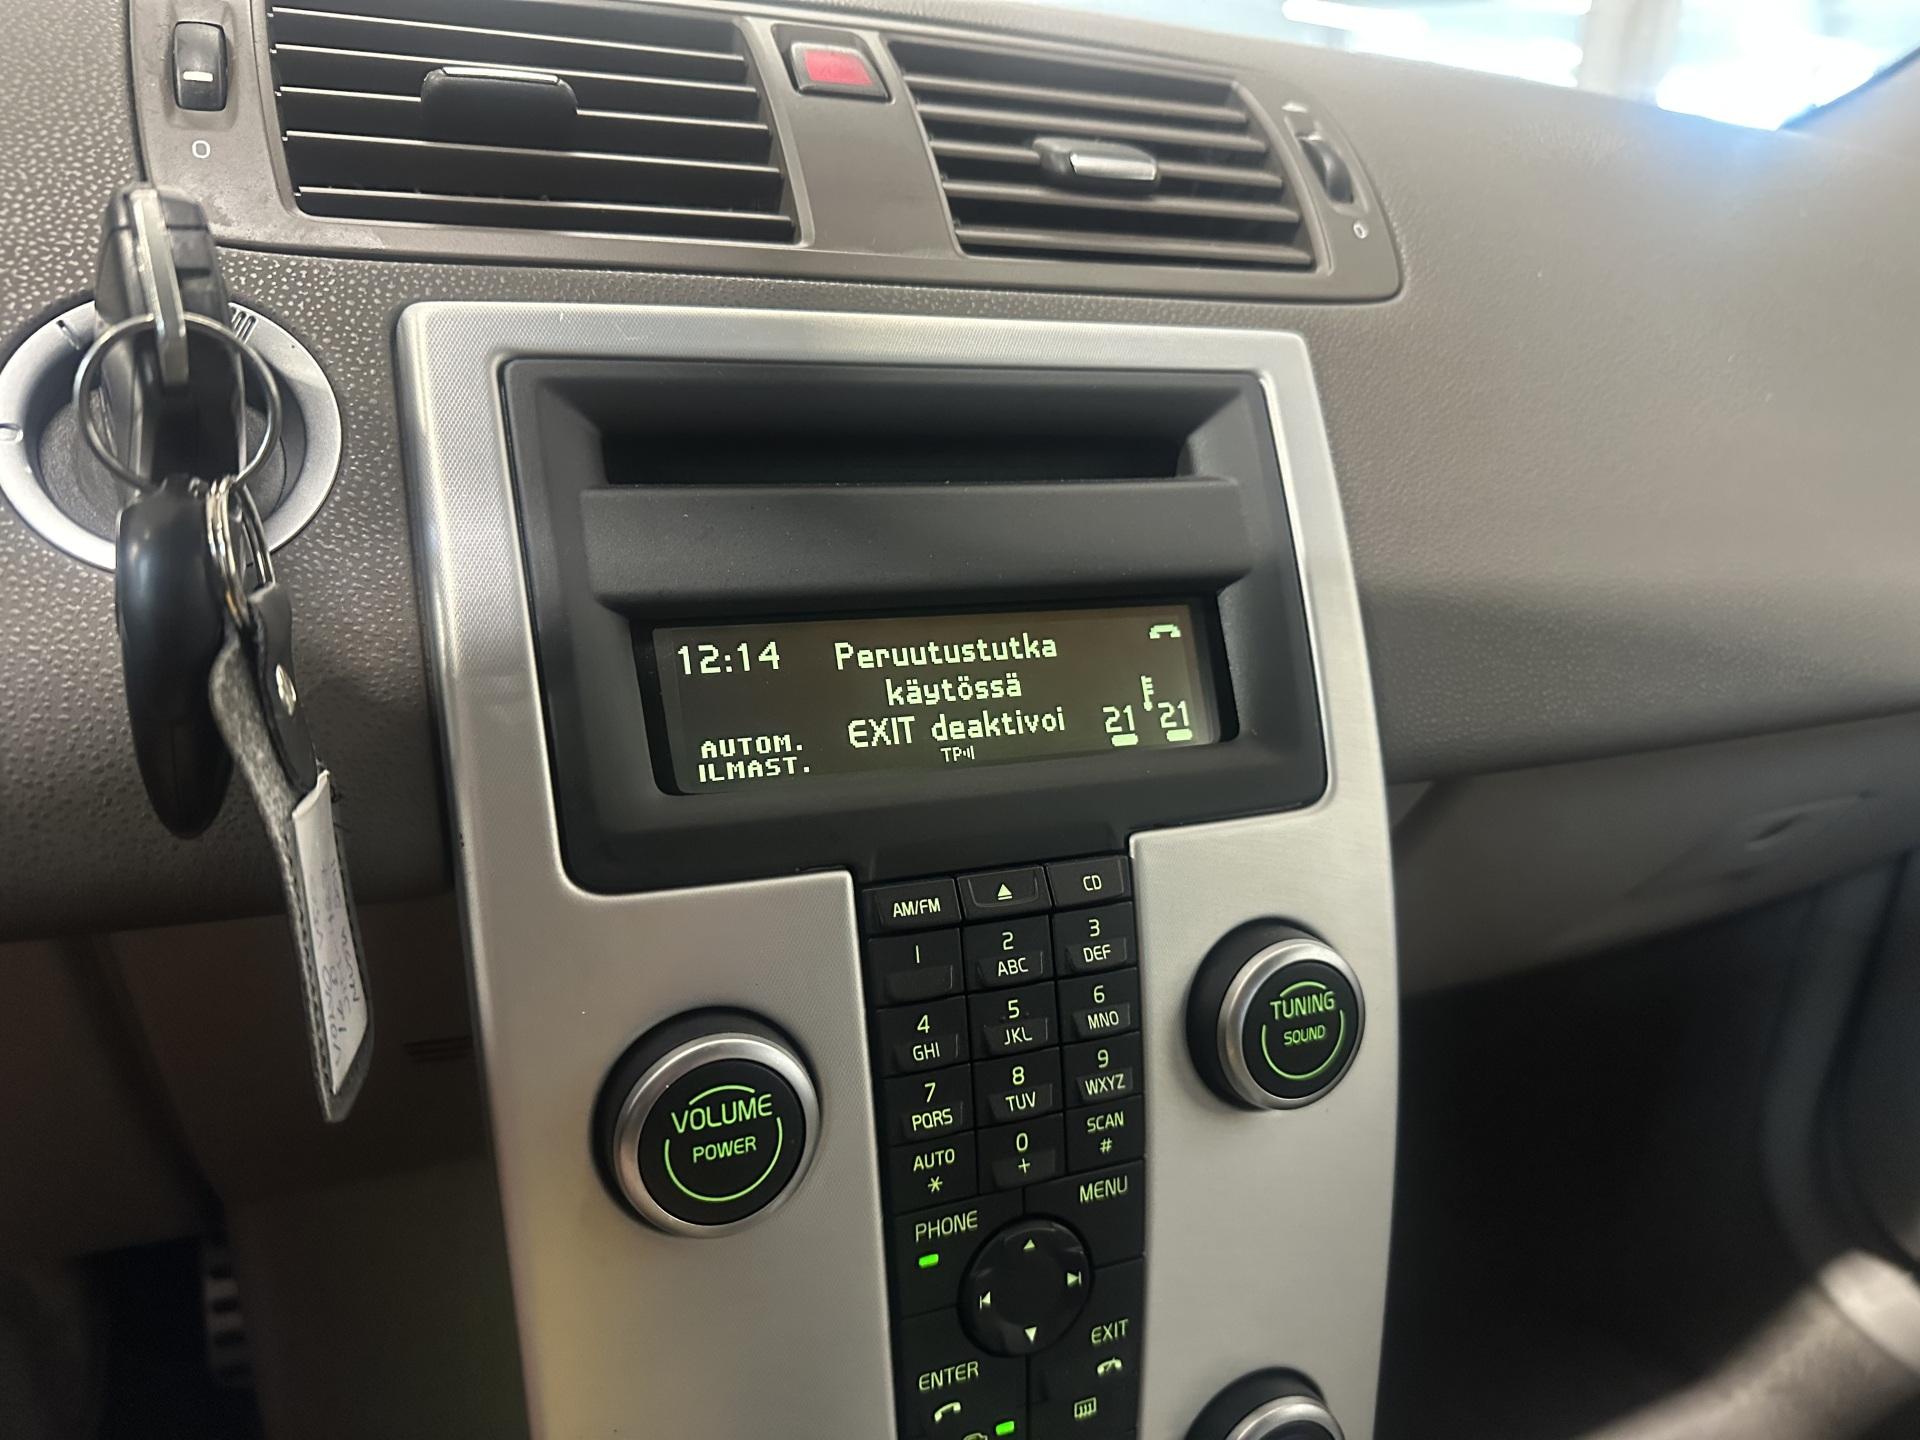 O
O
12:14
Peruutustutka
käytössä
EXIT deaktivoi
21 21
AUTOM.
ILMAST.
TP
AM/FM
CD
1
2
ABC
3
DEF
4
GHI
5
JKL
6
MNO
7
PQRS
8
TUV
9
WXYZ
AUTO
*
0
+
SCAN
#
PHONE
MENU
ENTER
EXIT
VOLUME
POWER
TUNING
SOUND